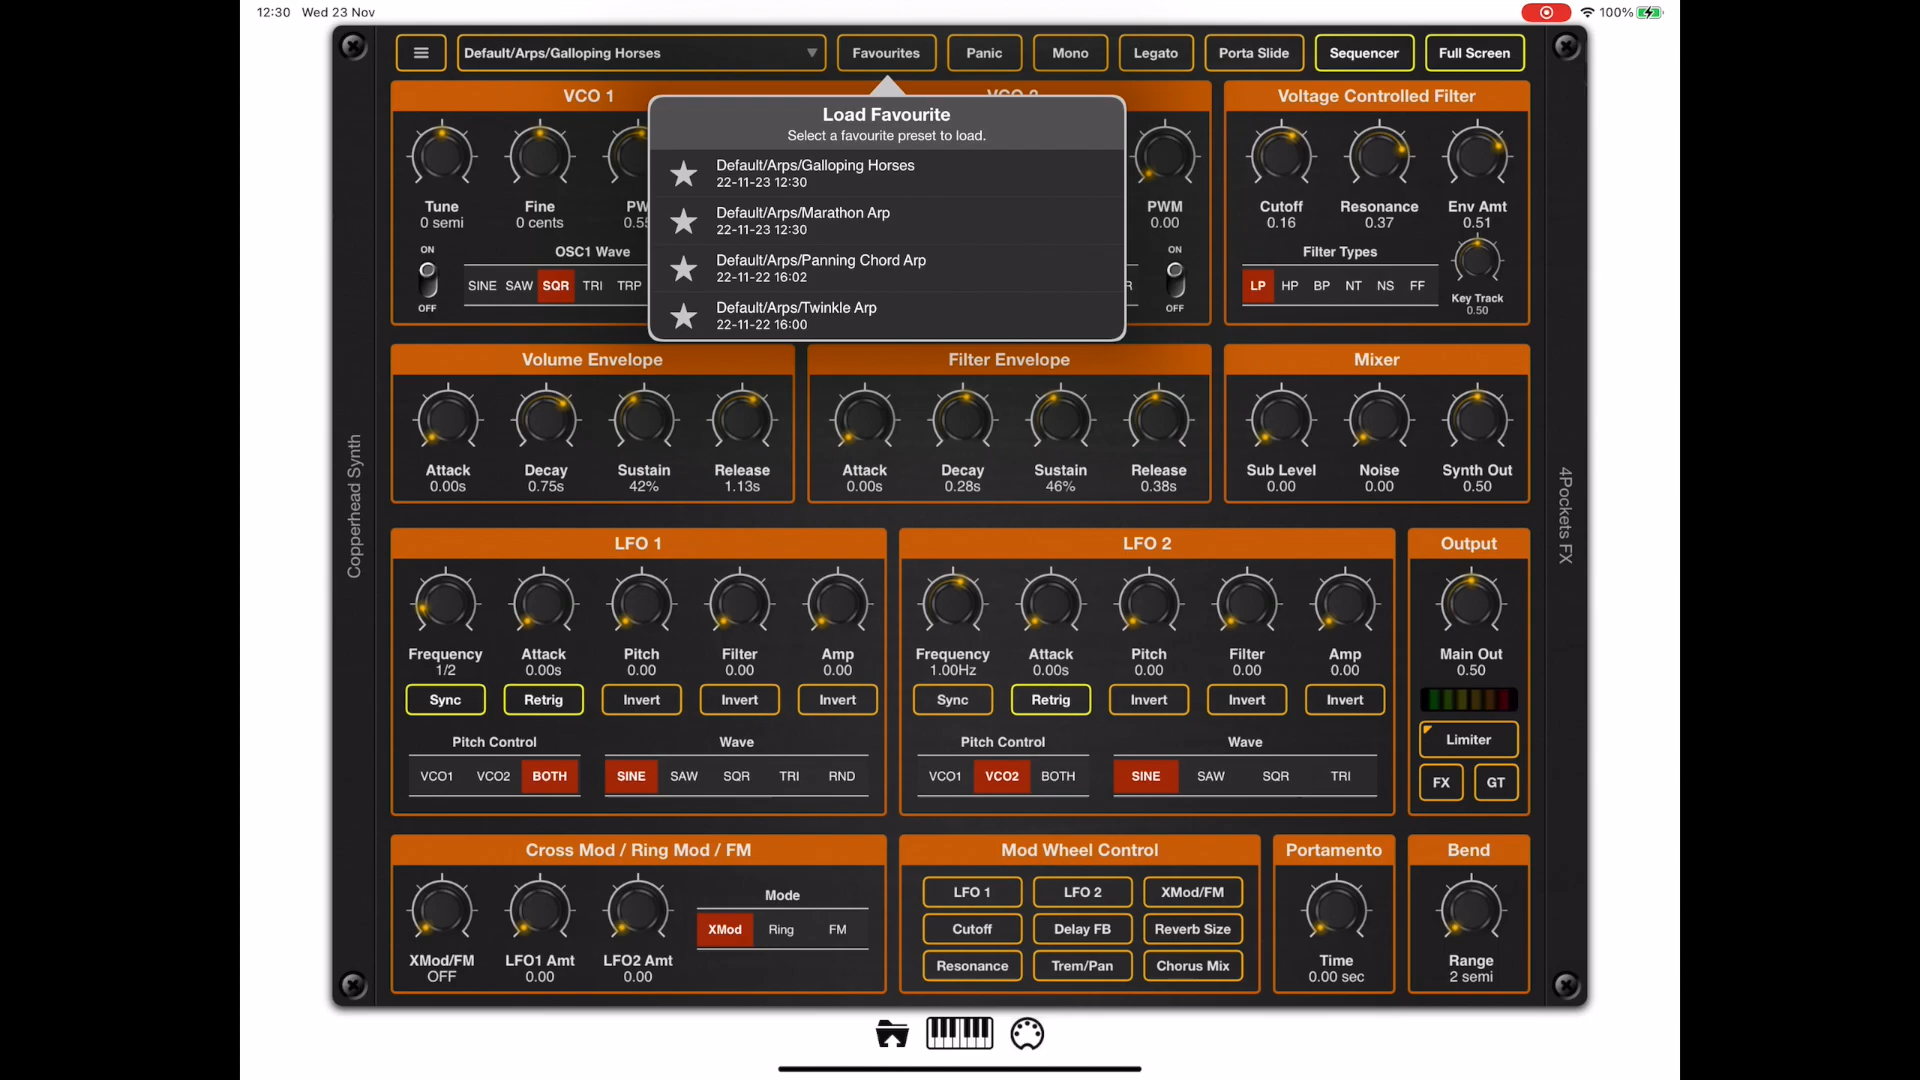 12:30 Wed 23 Nov
100%
Default/Arps/Galloping Horses
Favourites
Panic
Mono
Legato
Porta Slide
Sequencer
Full Screen
VCO 1
Voltage Controlled Filter
Load Favourite
Select a favourite preset to load.
Default/Arps/Galloping Horses
22-11-23 12:30
Default/Arps/Marathon Arp
22-11-23 12:30
Default/Arps/Panning Chord Arp
22-11-22 16:02
Default/Arps/Twinkle Arp
22-11-22 16:00
Tune
0 semi
Fine
0 cents
PW
0.55
ON
OFF
OSC1 Wave
SINE SAW SQR TRI TRP
PWM
0.00
ON
OFF
Cutoff
0.16
Resonance
0.37
Env Amt
0.51
Filter Types
LP HP BP NT NS FF
Key Track
0.50
Volume Envelope
Attack
0.00s
Decay
0.75s
Sustain
42%
Release
1.13s
Filter Envelope
Attack
0.00s
Decay
0.28s
Sustain
46%
Release
0.38s
Mixer
Sub Level
0.00
Noise
0.00
Synth Out
0.50
Copperhead Synth
4Pockets FX
LFO 1
Frequency
1/2
Attack
0.00s
Pitch
0.00
Filter
0.00
Amp
0.00
Sync
Retrig
Invert
Invert
Invert
Pitch Control
VCO1 VCO2 BOTH
Wave
SINE SAW SQR TRI RND
LFO 2
Frequency
1.00Hz
Attack
0.00s
Pitch
0.00
Filter
0.00
Amp
0.00
Sync
Retrig
Invert
Invert
Invert
Pitch Control
VCO1 VCO2 BOTH
Wave
SINE SAW SQR TRI
Output
Main Out
0.50
Limiter
FX
GT
Cross Mod / Ring Mod / FM
XMod/FM
OFF
LFO1 Amt
0.00
LFO2 Amt
0.00
Mode
XMod Ring FM
Mod Wheel Control
LFO 1
LFO 2
XMod/FM
Cutoff
Delay FB
Reverb Size
Resonance
Trem/Pan
Chorus Mix
Portamento
Time
0.00 sec
Bend
Range
2 semi